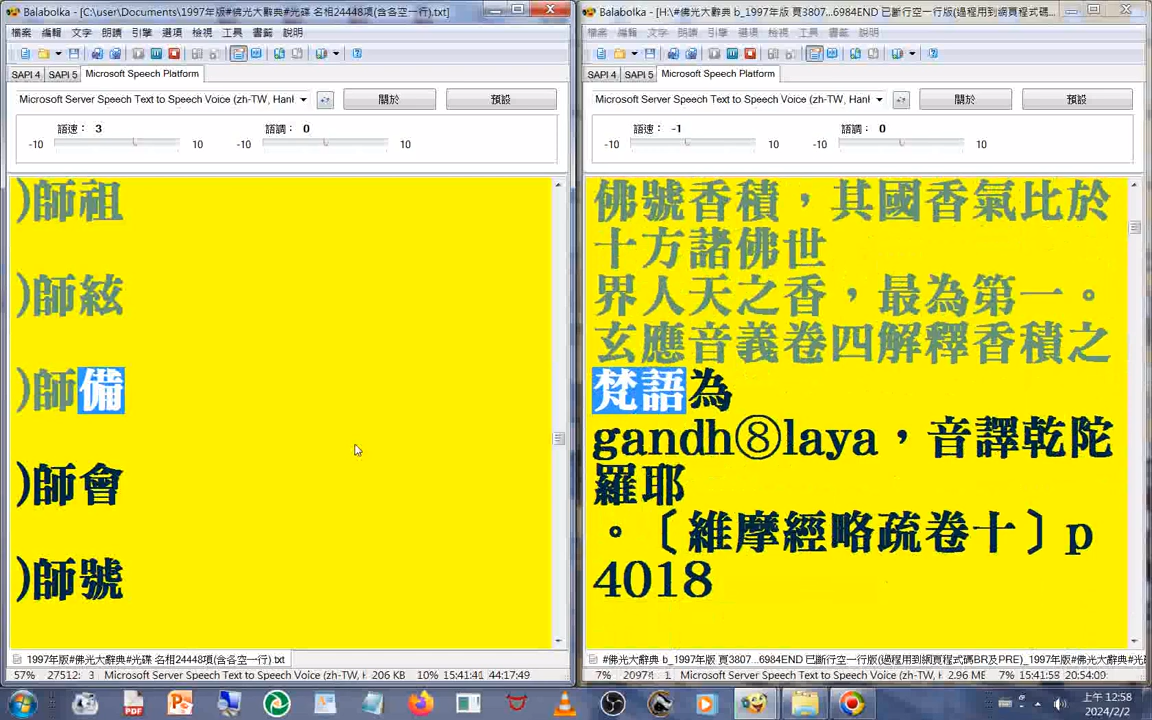 Balabolka - [C:\user\Documents\1997年版#佛光大辭典#光碟 名相24448項(含各空一行).txt]
檔案 編輯 文字 朗讀 引擎 選項 檢視 工具 書籤 說明
SAPI 4 SAPI 5 Microsoft Speech Platform
Microsoft Server Speech Text to Speech Voice (zh-TW, Hanl 關於 預設
語速： 3 語調： 0
-10 10 -10 10
)師祖
)師絃
)師備
)師會
)師號
1997年版#佛光大辭典#光碟 名相24448項(含各空一行).txt
57% 27512: 3 Microsoft Server Speech Text to Speech Voice (zh-TW, H 206 KB 10% 15:41:41 44:17:49
Balabolka - [H:\#佛光大辭典 b_1997年版 頁3807...6984END 已斷行空一行版(過程用到網頁程式碼...
檔案 編輯 文字 朗讀 引擎 選項 檢視 工具 書籤 說明
SAPI 4 SAPI 5 Microsoft Speech Platform
Microsoft Server Speech Text to Speech Voice (zh-TW, Hanl 關於 預設
語速： -1 語調： 0
-10 10 -10 10
佛號香積，其國香氣比於
十方諸佛世
界人天之香，最為第一。
玄應音義卷四解釋香積之
梵語為
gandh⑧laya，音譯乾陀
羅耶
。〔維摩經略疏卷十〕p
4018
#佛光大辭典 b_1997年版 頁3807...6984END 已斷行空一行版(過程用到網頁程式碼BR及PRE)_1997年版#光
7% Microsoft Server Speech Text to Speech Voice (zh-TW, H 2.96 ME 7% 15:41:58 20:54:09
上午 12:58
2024/2/2